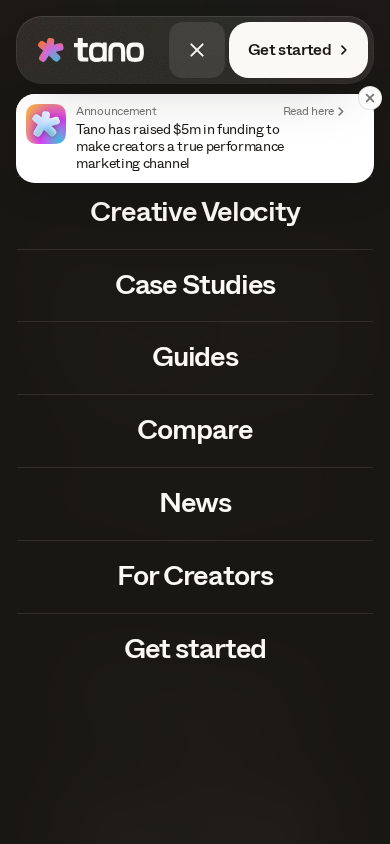 tano
Get started
Announcement
Read here
Tano has raised $5m in funding to
make creators a true performance
marketing channel
Creative Velocity
Case Studies
Guides
Compare
News
For Creators
Get started